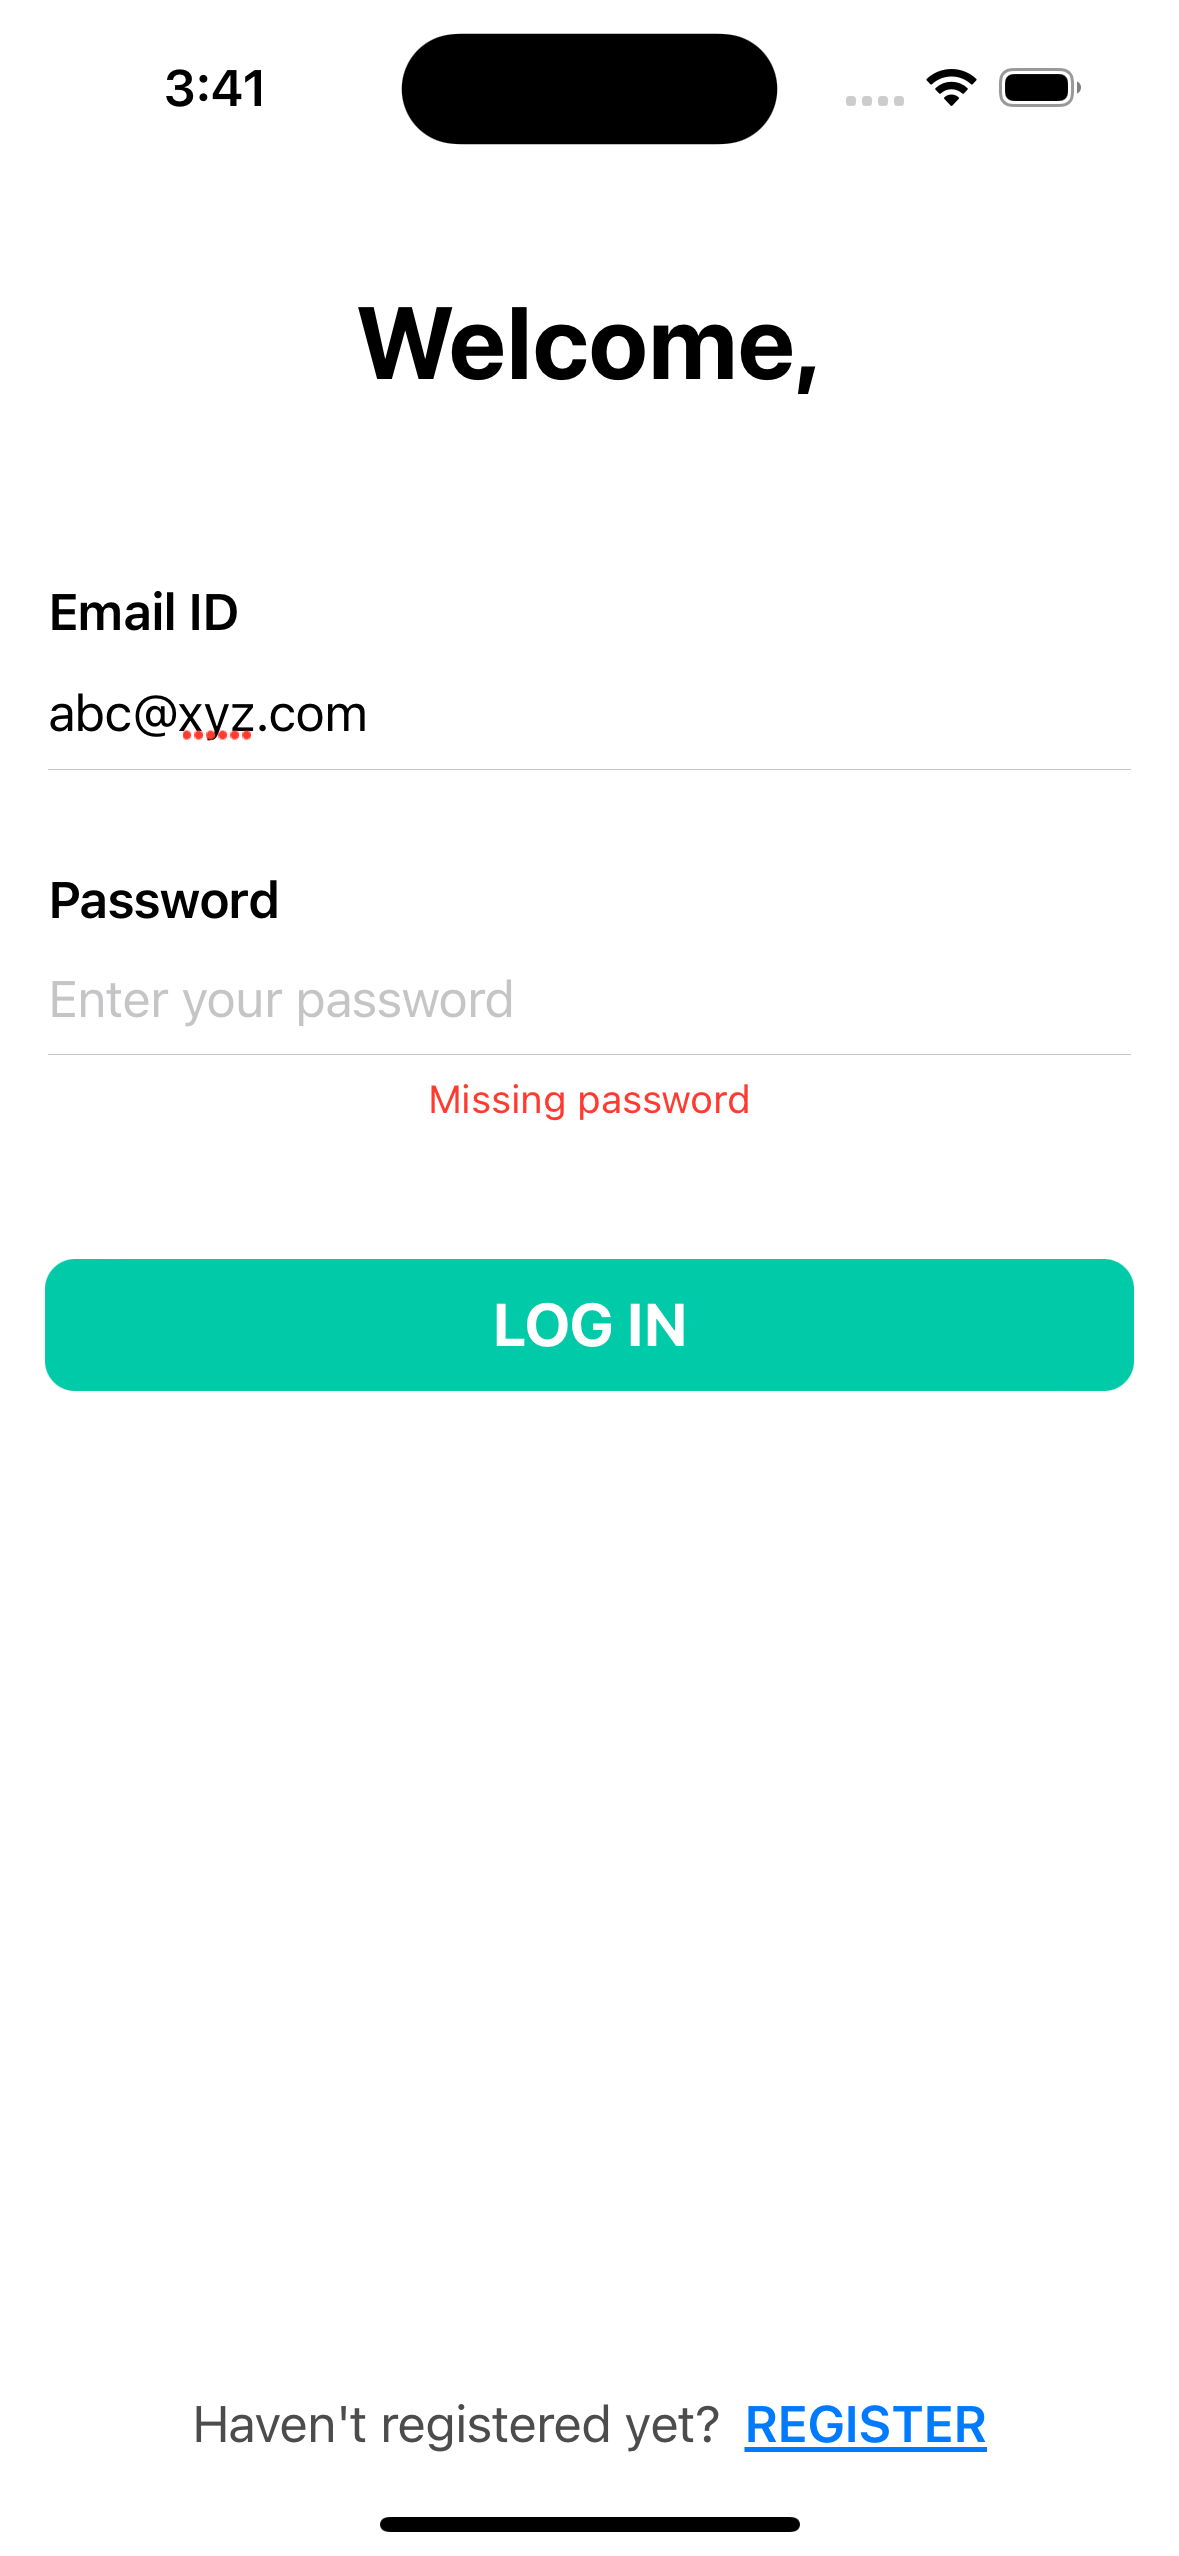 3:41
Welcome,
Email ID
abc@xyz.com
Password
Enter your password
Missing password
LOG IN
Haven't registered yet? REGISTER